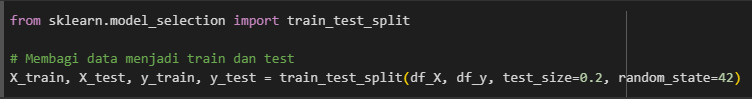 from sklearn.model_selection import train_test_split
# Membagi data menjadi train dan test
X_train, X_test, y_train, y_test = train_test_split(df_X, df_y, test_size=0.2, random_state=42)